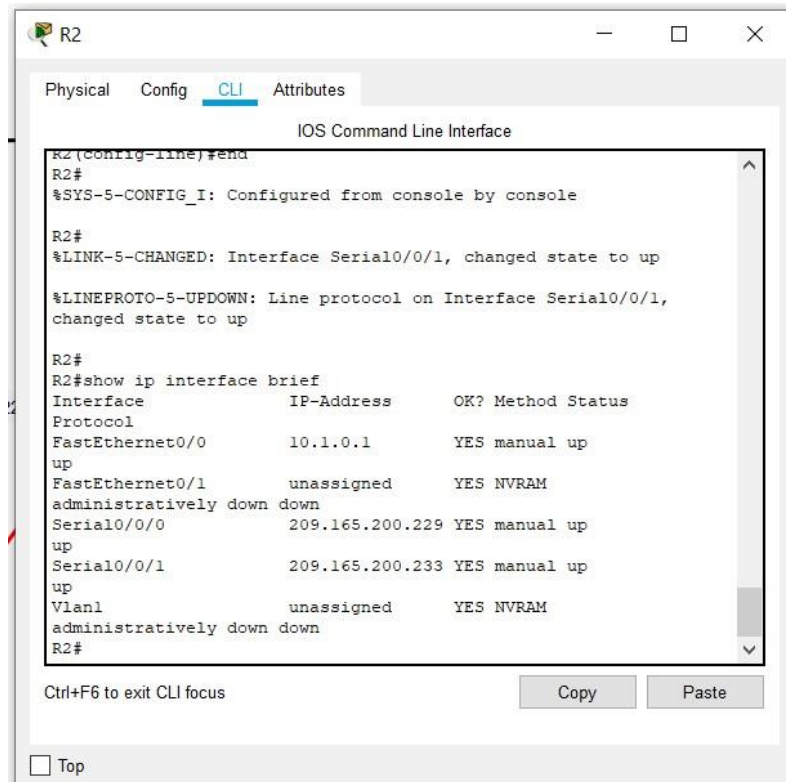 R2
Physical Config CLI Attributes
IOS Command Line Interface
R2(config-line)#end
R2#
%SYS-5-CONFIG_I: Configured from console by console
R2#
%LINK-5-CHANGED: Interface Serial0/0/1, changed state to up
%LINEPROTO-5-UPDOWN: Line protocol on Interface Serial0/0/1,
changed state to up
R2#
R2#show ip interface brief
Interface IP-Address OK? Method Status
Protocol
FastEthernet0/0 10.1.0.1 YES manual up
up
FastEthernet0/1 unassigned YES NVRAM
administratively down down
Serial0/0/0 209.165.200.229 YES manual up
up
Serial0/0/1 209.165.200.233 YES manual up
up
Vlan1 unassigned YES NVRAM
administratively down down
R2#
Ctrl+F6 to exit CLI focus Copy Paste
Top